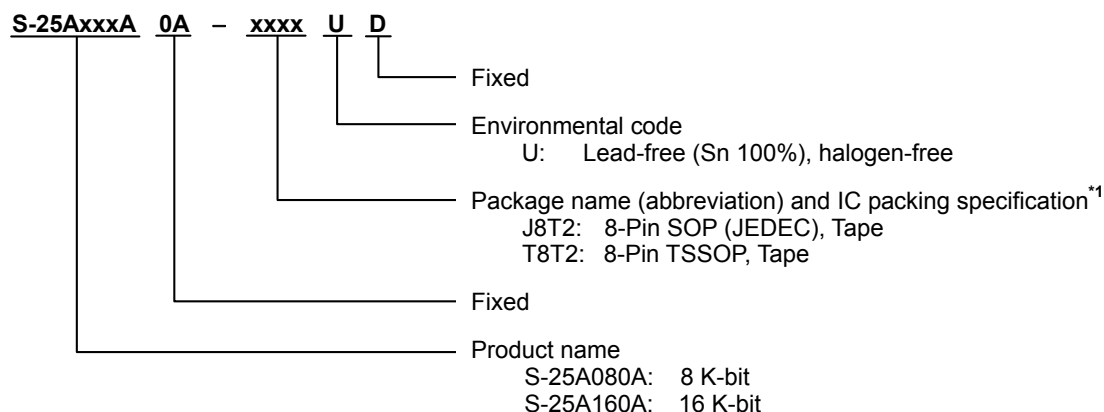 S-25AxxxA 0A – xxxx U D
Fixed
Environmental code
U: Lead-free (Sn 100%), halogen-free
Package name (abbreviation) and IC packing specification*1
J8T2: 8-Pin SOP (JEDEC), Tape
T8T2: 8-Pin TSSOP, Tape
Fixed
Product name
S-25A080A: 8 K-bit
S-25A160A: 16 K-bit